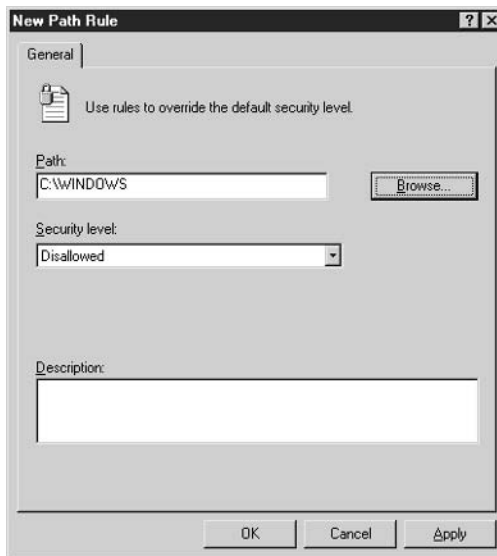 New Path Rule
General
Use rules to override the default security level.
Path:
C:\WINDOWS
Browse...
Security level:
Disallowed
Description:
OK Cancel Apply